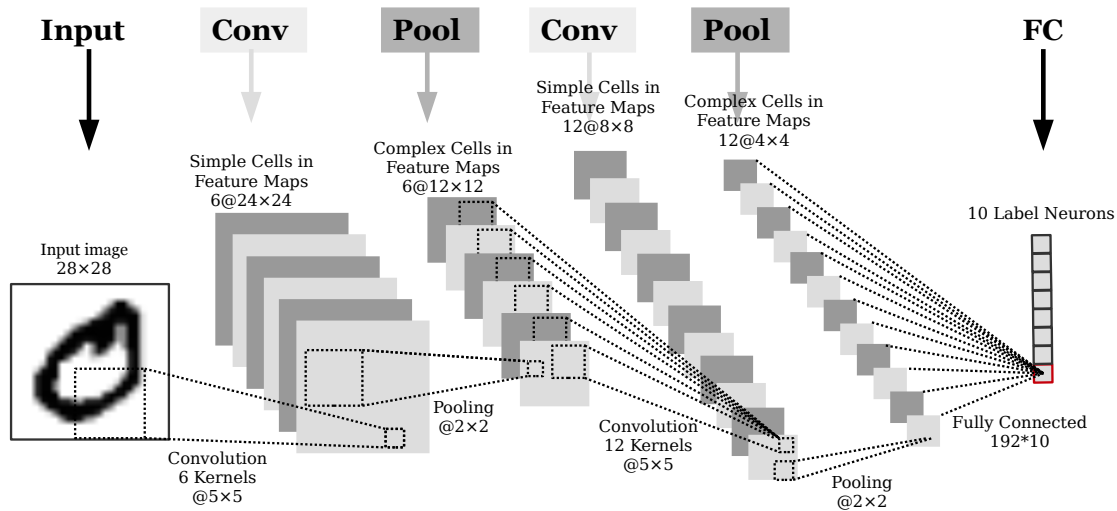 Input
Conv
Pool
Conv
Pool
FC
Simple Cells in
Feature Maps
12@8×8
Complex Cells in
Feature Maps
12@4×4
Complex Cells in
Feature Maps
6@12×12
Simple Cells in
Feature Maps
6@24×24
10 Label Neurons
Input image
28×28
Pooling
@2×2
Convolution
12 Kernels
@5×5
Fully Connected
192*10
Convolution
6 Kernels
@5×5
Pooling
@2×2